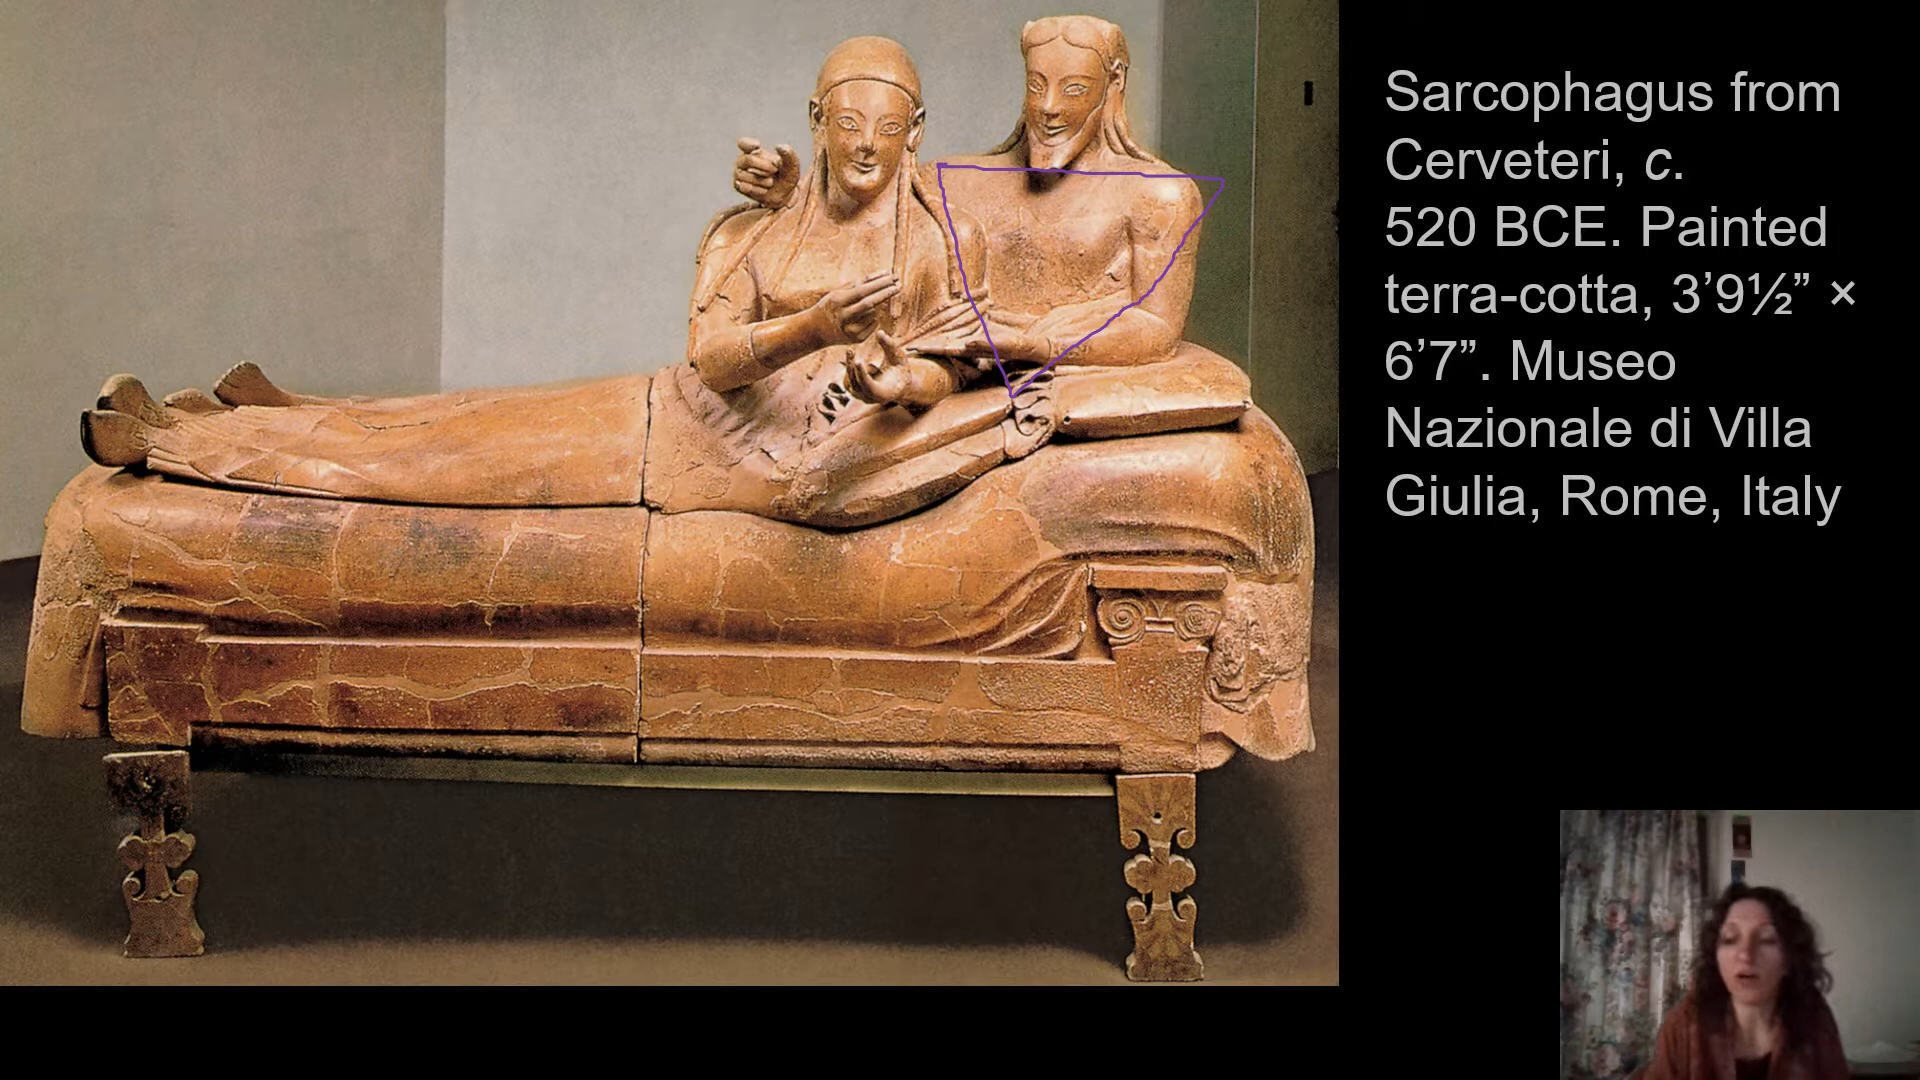 Sarcophagus from
Cerveteri, c.
520 BCE. Painted
terra-cotta, 3’9½” ×
6’7”. Museo
Nazionale di Villa
Giulia, Rome, Italy